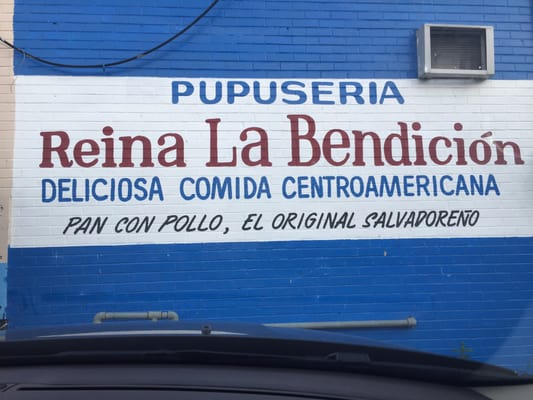 PUPUSERIA
Reina La Bendición
DELICIOSA COMIDA CENTROAMERICANA
PAN CON POLLO, EL ORIGINAL SALVADOREÑO